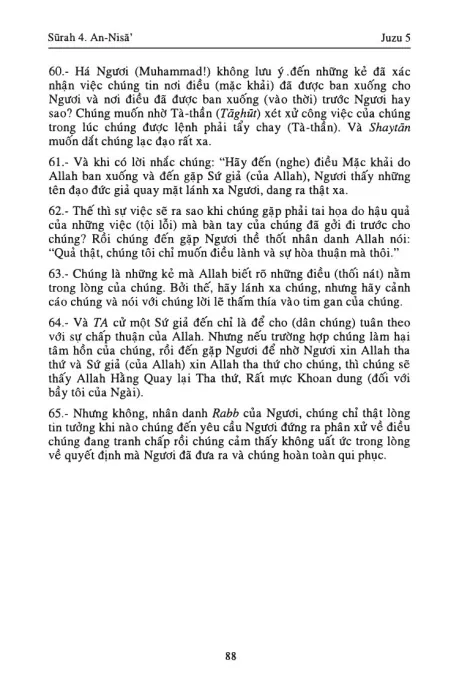 Sūrah 4. An-Nisā’ Juzu 5
60.- Há Ngươi (Muhammad!) không lưu ý .đến những kẻ đã xác
nhận việc chúng tin nơi điều (mặc khải) đã được ban xuống cho
Ngươi và nơi điều đã được ban xuống (vào thời) trước Ngươi hay
sao? Chúng muốn nhờ Tà-thần (Tāghūt) xét xử công việc của chúng
trong lúc chúng được lệnh phải tẩy chay (Tà-thần). Và Shaytān
muốn dắt chúng lạc đạo rất xa.
61.- Và khi có lời nhắc chúng: “Hãy đến (nghe) điều Mặc khải do
Allah ban xuống và đến gặp Sứ giả (của Allah), Ngươi thấy những
tên đạo đức giả quay mặt lánh xa Ngươi, dang ra thật xa.
62.- Thế thì sự việc sẽ ra sao khi chúng gặp phải tai họa do hậu quả
của những việc (tội lỗi) mà bàn tay của chúng đã gởi đi trước cho
chúng? Rồi chúng đến gặp Ngươi thề thốt nhân danh Allah nói:
“Quả thật, chúng tôi chỉ muốn điều lành và sự hòa thuận mà thôi.”
63.- Chúng là những kẻ mà Allah biết rõ những điều (thối nát) nằm
trong lòng của chúng. Bởi thế, hãy lánh xa chúng, nhưng hãy cảnh
cáo chúng và nói với chúng lời lẽ thấm thía vào tim gan của chúng.
64.- Và TA cử một Sứ giả đến chỉ là để cho (dân chúng) tuân theo
với sự chấp thuận của Allah. Nhưng nếu trường hợp chúng làm hại
tâm hồn của chúng, rồi đến gặp Ngươi để nhờ Ngươi xin Allah tha
thứ và Sứ giả (của Allah) xin Allah tha thứ cho chúng, thì chúng sẽ
thấy Allah Hằng Quay lại Tha thứ, Rất mực Khoan dung (đối với
bầy tôi của Ngài).
65.- Nhưng không, nhân danh Rabb của Ngươi, chúng chỉ thật lòng
tin tưởng khi nào chúng đến yêu cầu Ngươi đứng ra phân xử về điều
chúng đang tranh chấp rồi chúng cảm thấy không uất ức trong lòng
về quyết định mà Ngươi đã đưa ra và chúng hoàn toàn qui phục.
88